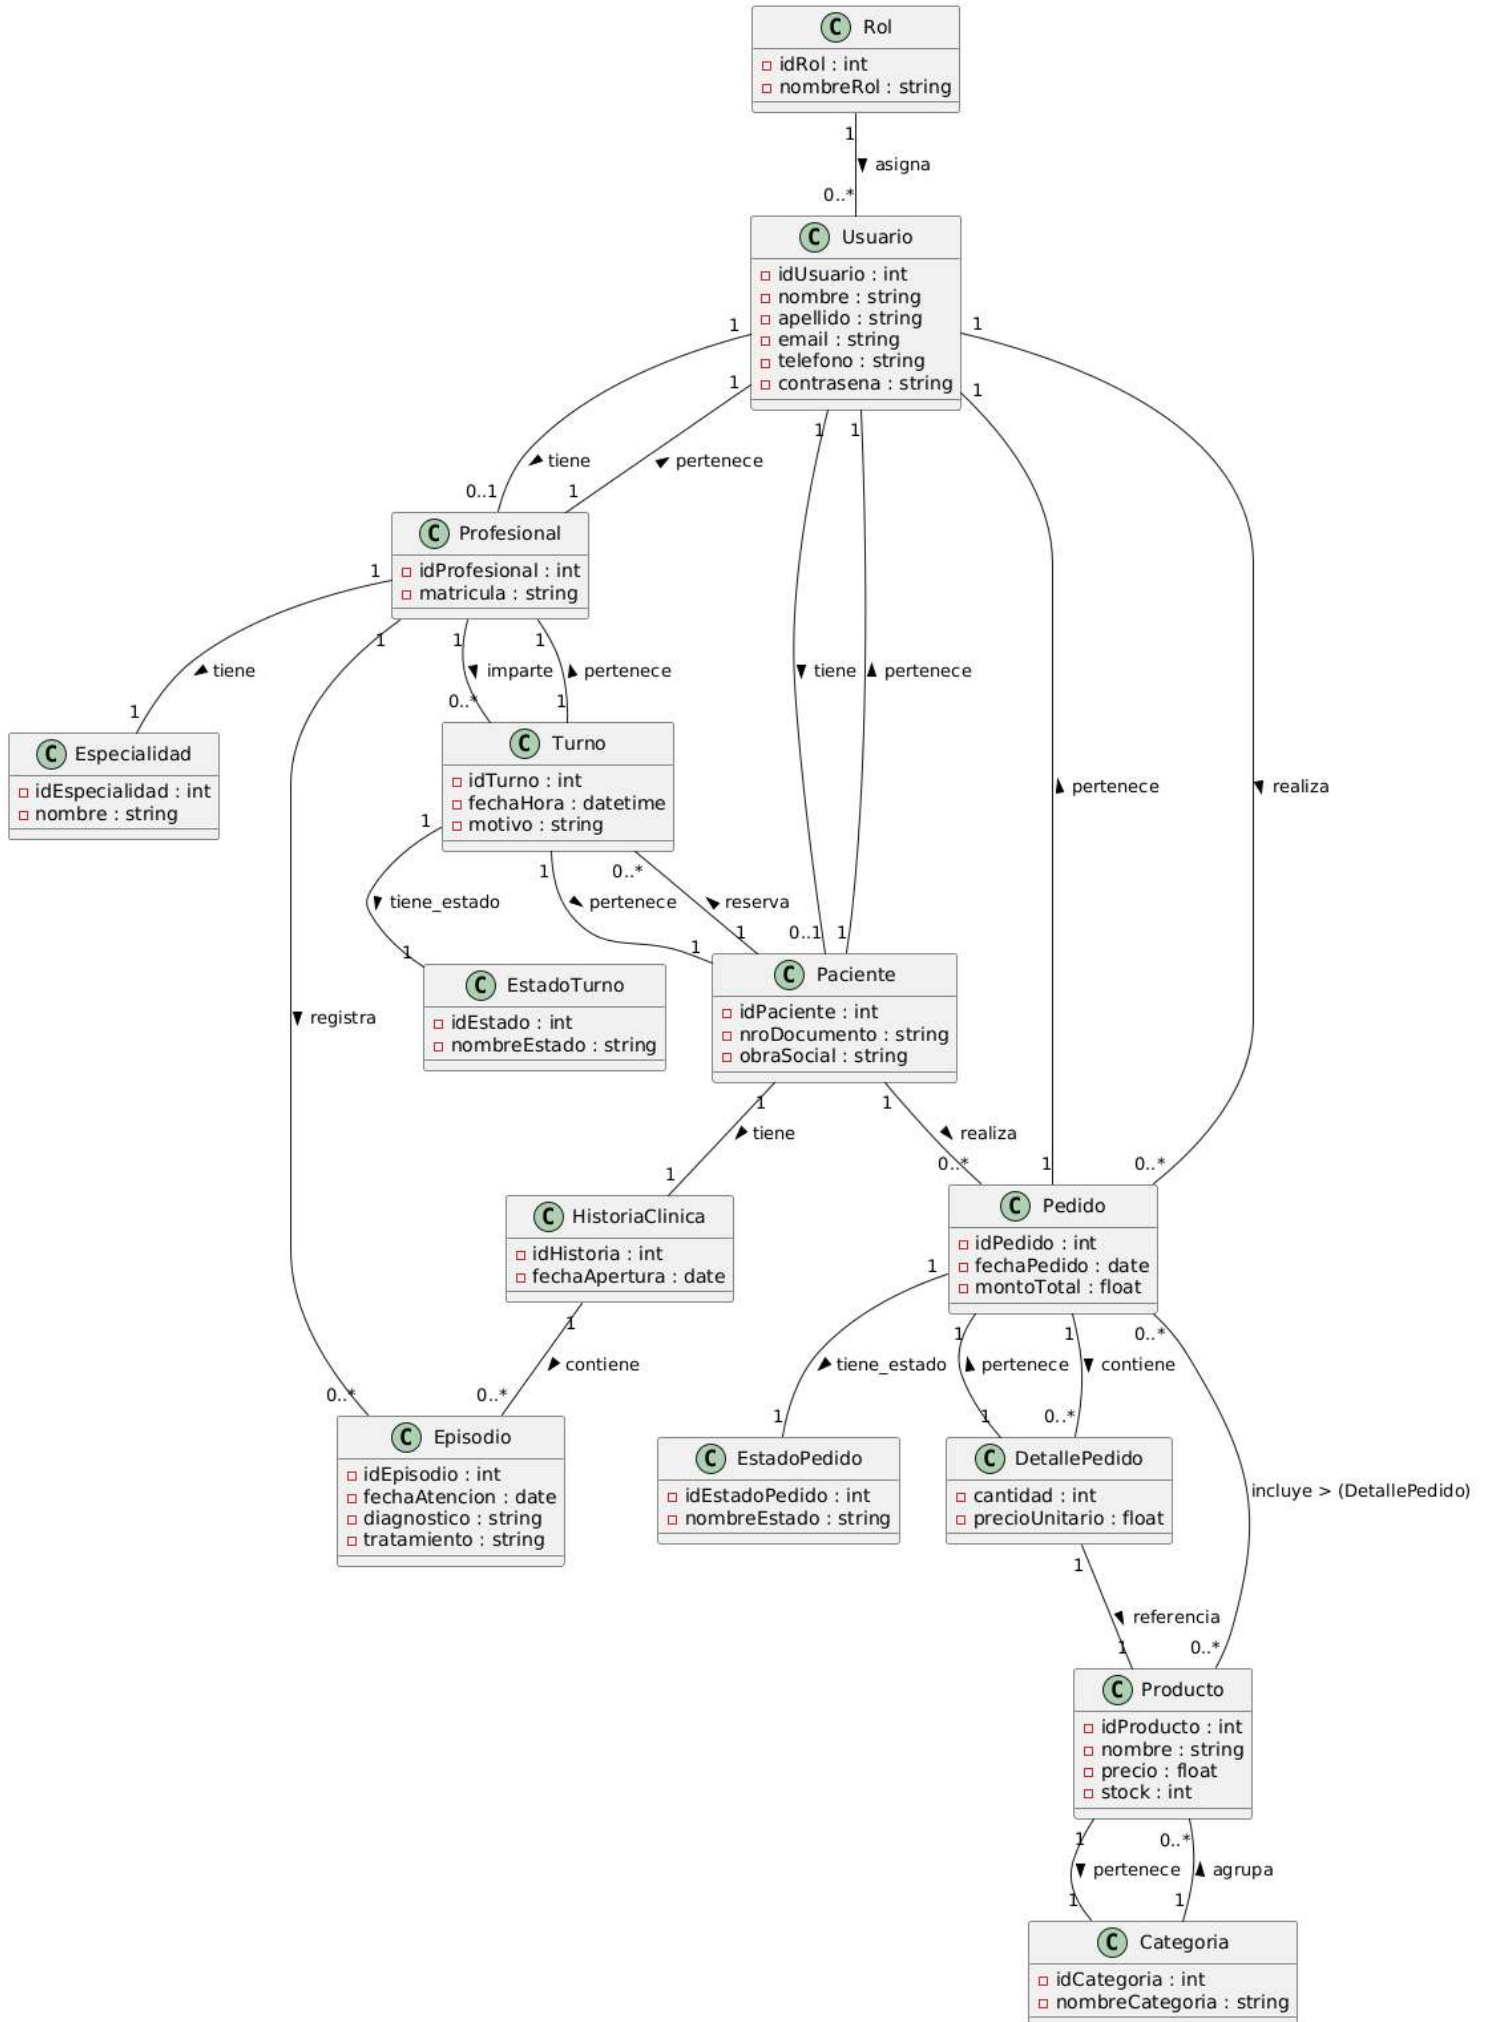 C Rol
idRol : int
nombreRol : string
1
asigna
0..*
C Usuario
idUsuario : int
nombre : string
apellido : string
email : string
telefono : string
contrasena : string
1
1
1
1
1
1
tiene
pertenece
0..1
1
C Profesional
idProfesional : int
matricula : string
1
1
1
1
tiene
imparte
pertenece
tiene
pertenece
1
0..*
1
C Especialidad
idEspecialidad : int
nombre : string
C Turno
idTurno : int
fechaHora : datetime
motivo : string
pertenece
realiza
1
1
0..*
tiene_estado
pertenece
reserva
1
1
1
0..1
1
C EstadoTurno
idEstado : int
nombreEstado : string
C Paciente
idPaciente : int
nroDocumento : string
obraSocial : string
registra
1
1
tiene
realiza
1
0..*
1
0..*
C HistoriaClinica
idHistoria : int
fechaApertura : date
C Pedido
idPedido : int
fechaPedido : date
montoTotal : float
1
1
1
1
0..*
contiene
tiene_estado
pertenece
contiene
0..*
0..*
1
1
0..*
C Episodio
idEpisodio : int
fechaAtencion : date
diagnostico : string
tratamiento : string
C EstadoPedido
idEstadoPedido : int
nombreEstado : string
C DetallePedido
cantidad : int
precioUnitario : float
incluye > (DetallePedido)
1
referencia
1
0..*
C Producto
idProducto : int
nombre : string
precio : float
stock : int
1
0..*
pertenece
agrupa
1
1
C Categoria
idCategoria : int
nombreCategoria : string